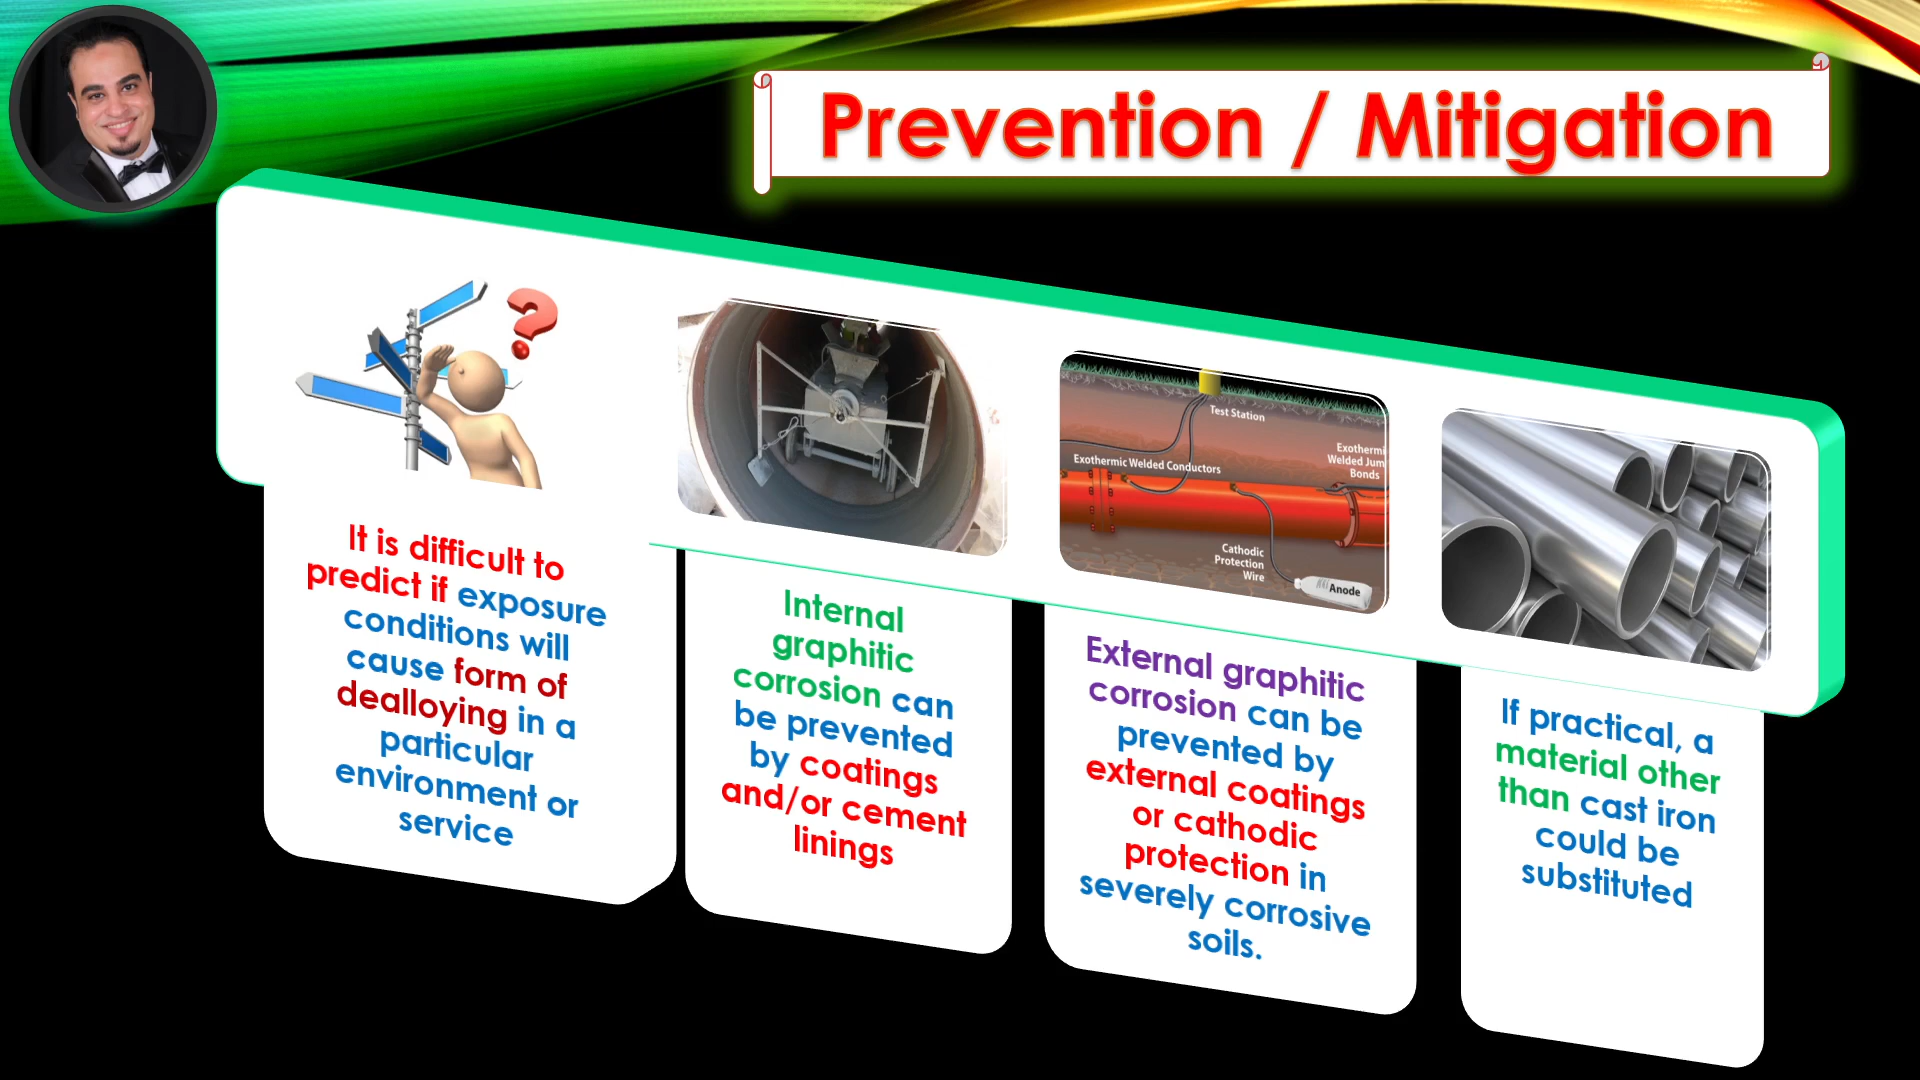 Prevention / Mitigation
Test Station
Exothermic Welded Conductors
Welded
Bonds
Cathodic
Protection
Wire
Anode
It is difficult to
predict if exposure
conditions will
cause form of
dealloying in a
particular
environment or
service
Internal
graphitic
corrosion can
be prevented
by coatings
and/or cement
linings
External graphitic
corrosion can be
prevented by
external coatings
or cathodic
protection in
severely corrosive
soils.
If practical, a
material other
than cast iron
could be
substituted